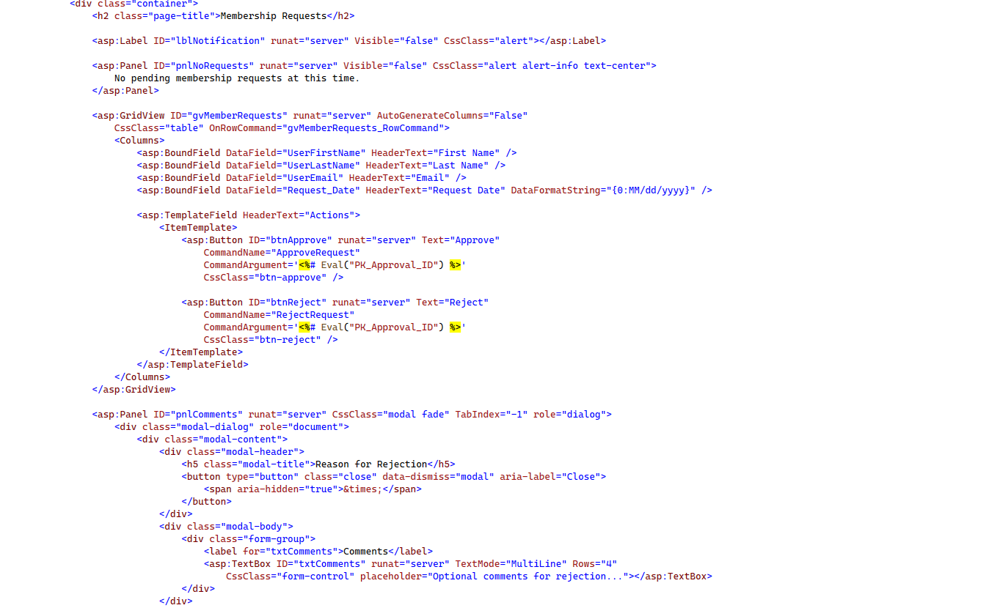 <div class="container">
<h2 class="page-title">Membership Requests</h2>
<asp:Label ID="lblNotification" runat="server" Visible="false" CssClass="alert"></asp:Label>
<asp:Panel ID="pnlNoRequests" runat="server" Visible="false" CssClass="alert alert-info text-center">
No pending membership requests at this time.
</asp:Panel>
<asp:GridView ID="gvMemberRequests" runat="server" AutoGenerateColumns="False"
CssClass="table" OnRowCommand="gvMemberRequests_RowCommand">
<Columns>
<asp:BoundField DataField="UserFirstName" HeaderText="First Name" />
<asp:BoundField DataField="UserLastName" HeaderText="Last Name" />
<asp:BoundField DataField="UserEmail" HeaderText="Email" />
<asp:BoundField DataField="Request_Date" HeaderText="Request Date" DataFormatString="{0:MM/dd/yyyy}" />
<asp:TemplateField HeaderText="Actions">
<ItemTemplate>
<asp:Button ID="btnApprove" runat="server" Text="Approve"
CommandName="ApproveRequest"
CommandArgument='<%# Eval("PK_Approval_ID") %>'
CssClass="btn-approve" />
<asp:Button ID="btnReject" runat="server" Text="Reject"
CommandName="RejectRequest"
CommandArgument='<%# Eval("PK_Approval_ID") %>'
CssClass="btn-reject" />
</ItemTemplate>
</asp:TemplateField>
</Columns>
</asp:GridView>
<asp:Panel ID="pnlComments" runat="server" CssClass="modal fade" TabIndex="-1" role="dialog">
<div class="modal-dialog" role="document">
<div class="modal-content">
<div class="modal-header">
<h5 class="modal-title">Reason for Rejection</h5>
<button type="button" class="close" data-dismiss="modal" aria-label="Close">
<span aria-hidden="true">&times;</span>
</button>
</div>
<div class="modal-body">
<div class="form-group">
<label for="txtComments">Comments</label>
<asp:TextBox ID="txtComments" runat="server" TextMode="MultiLine" Rows="4"
CssClass="form-control" placeholder="Optional comments for rejection..."></asp:TextBox>
</div>
</div>